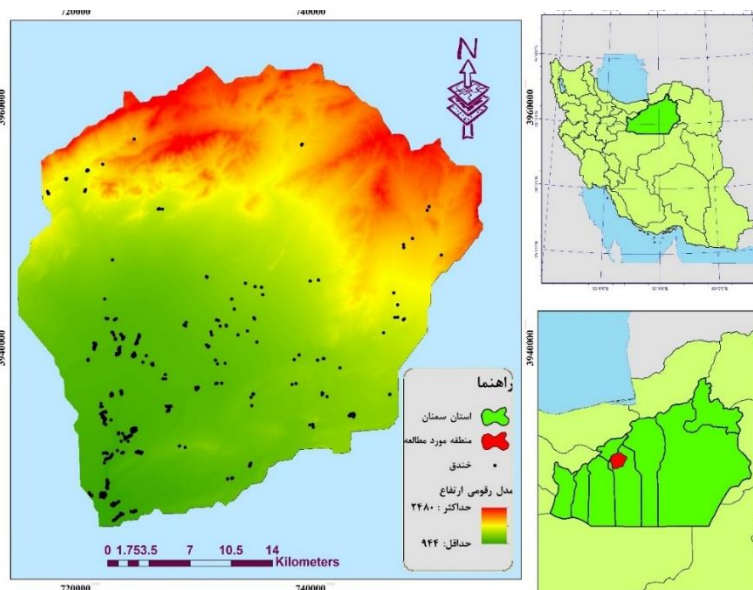 720000
740000
N
3960000
3960000
3940000
3940000
راهنما
استان سمنان
منطقه مورد مطالعه
خندق
مدل رقومی ارتفاع
حداکثر : ۲۴۸۰
حداقل: ۹۴۴
0 1.753.5 7 10.5 14
Kilometers
720000
740000